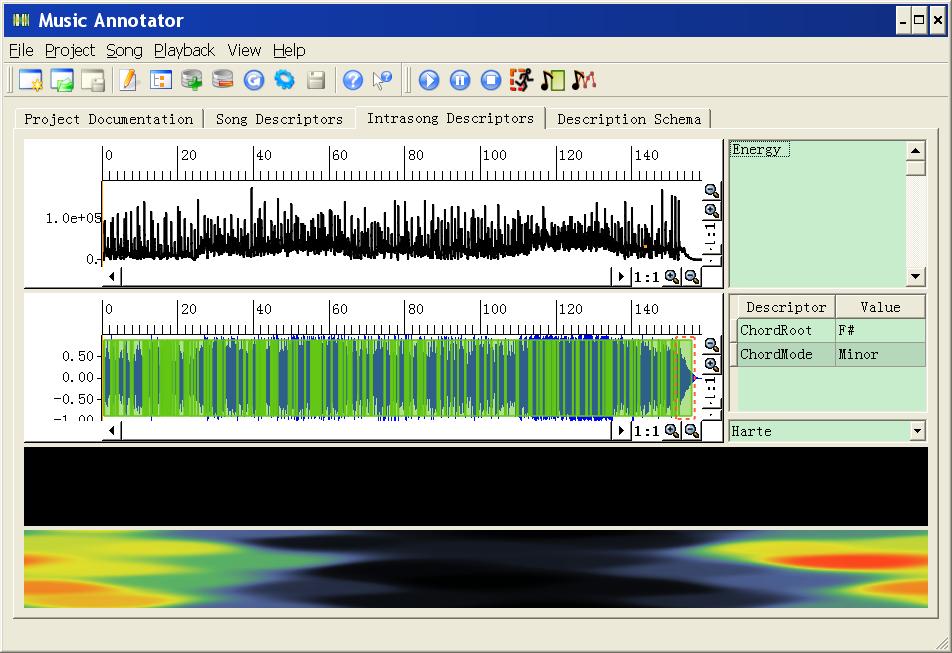 Music Annotator
File Project Song Playback View Help
Project Documentation Song Descriptors Intrasong Descriptors Description Schema
0 20 40 60 80 100 120 140
Energy
1.0e+05
0.
1:1
1:1
0 20 40 60 80 100 120 140
Descriptor Value
ChordRoot F#
ChordMode Minor
0.50
0.00
-0.50
-1.00
1:1
1:1
Harte